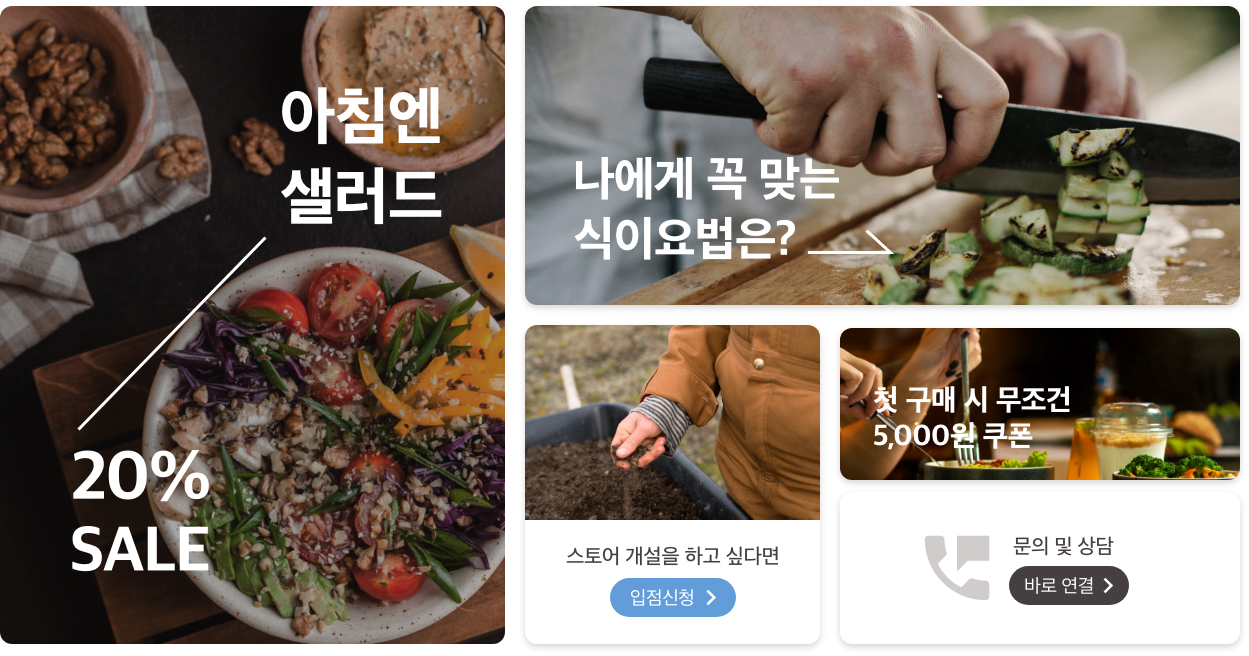 아침엔
샐러드
20%
SALE
나에게 꼭 맞는
식이요법은?
스토어 개설을 하고 싶다면
입점신청
첫 구매 시 무조건
5,000원 쿠폰
문의 및 상담
바로 연결